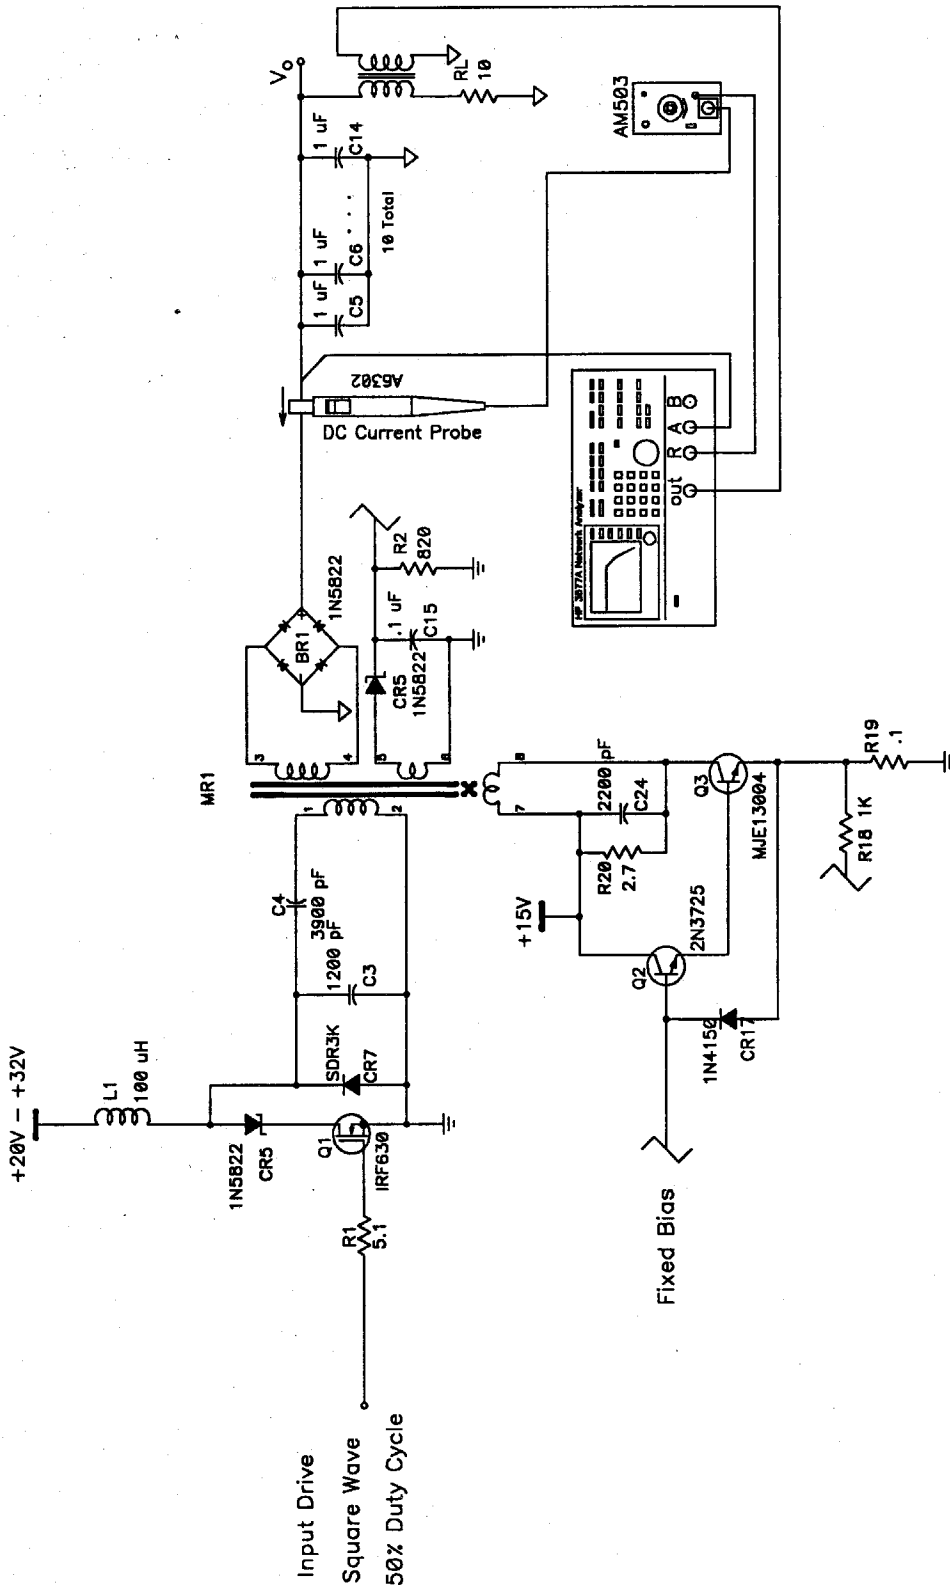 +20V - +32V
L1
100 uH
1N5822
CR5
Q1
IRF630
R1
5.1
Input Drive
Square Wave
50% Duty Cycle
SDR3K
CR7
1200 pF
C3
C4
3900 pF
MR1
1
2
3
4
5
6
7
8
BR1
1N5822
CR5
1N5822
.1 uF
C15
R2
820
DC Current Probe
A6302
1 uF
C5
1 uF
C6
. . .
1 uF
C14
10 Total
Vo
RL
10
AM503
HP 3577A Network Analyzer
out
R
A
B
+15V
R20
2.7
2200 pF
C24
Q2
2N3725
Q3
MJE13004
1N4150
CR17
R18 1K
R19
.1
Fixed Bias